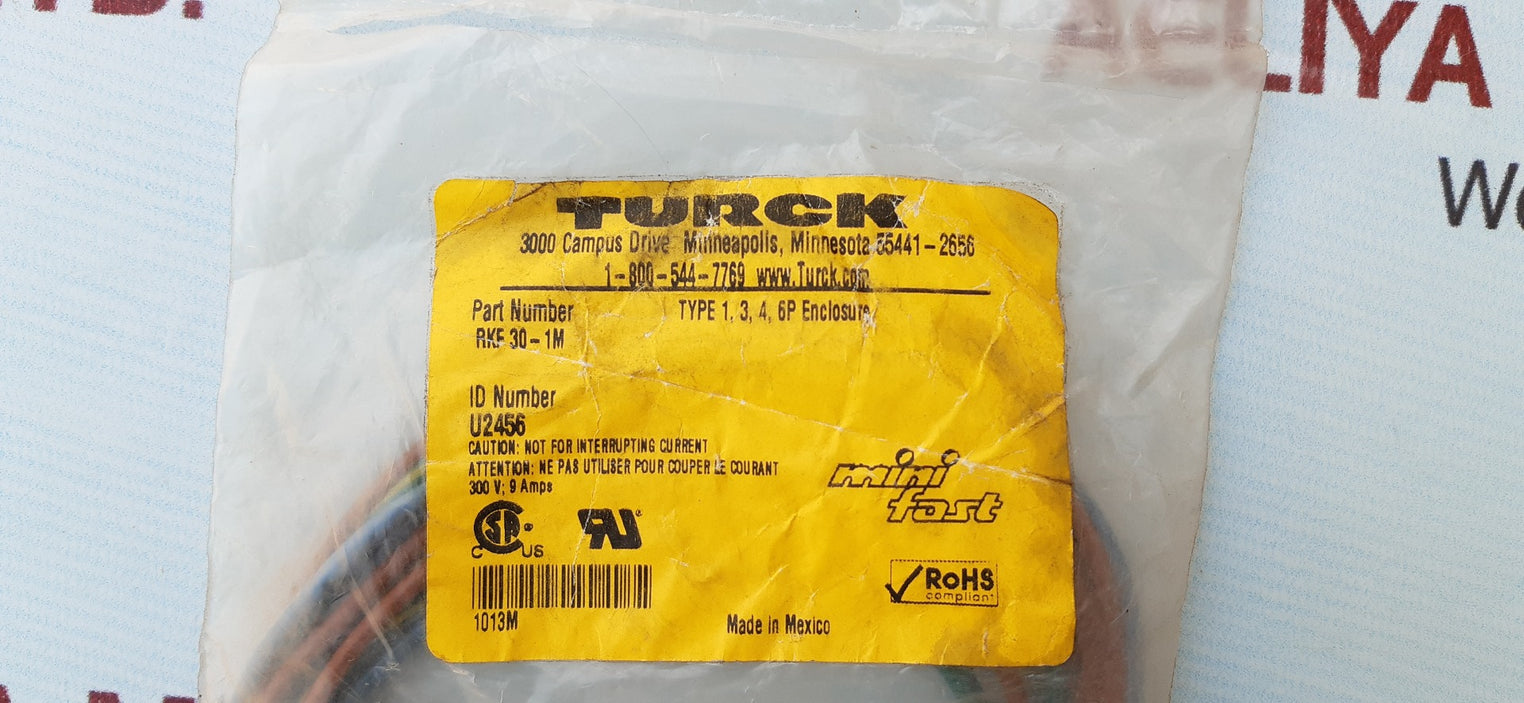 TURCK
3000 Campus Drive Minneapolis, Minnesota 55441-2656
1-800-544-7769 www.Turck.com
Part Number TYPE 1, 3, 4, 6P Enclosure
RKF 30-1M
ID Number
U2456
CAUTION: NOT FOR INTERRUPTING CURRENT
ATTENTION: NE PAS UTILISER POUR COUPER LE COURANT
300 V; 9 Amps
mini
fast
C US
RoHS
compliant
1013M
Made in Mexico